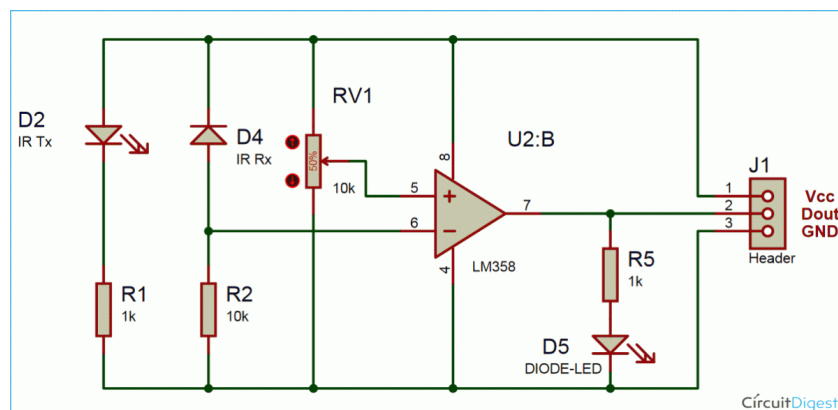 D2
IR Tx
R1
1k
D4
IR Rx
R2
10k
RV1
50%
10k
U2:B
8
5
+
6
−
7
4
LM358
R5
1k
D5
DIODE-LED
J1
1 Vcc
2 Dout
3 GND
Header
CircuitDigest